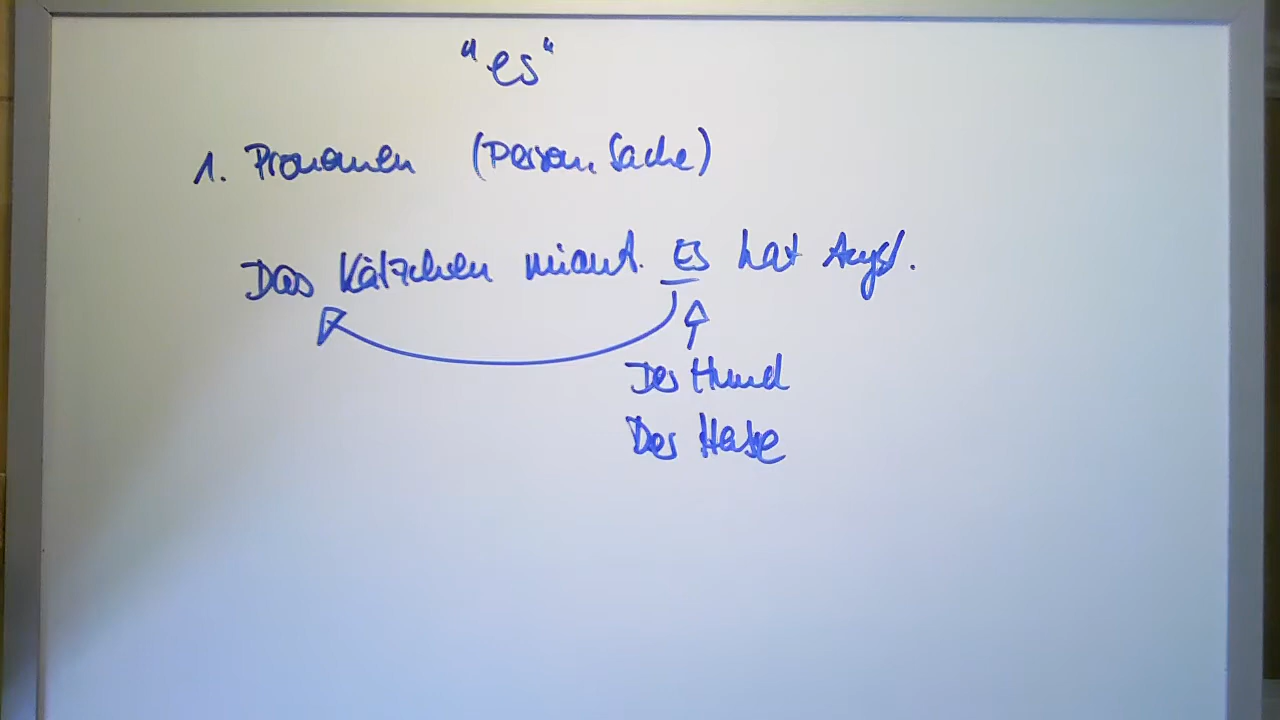 "es"
1. Pronomen (Person, Sache)
Das Kätzchen miaut. Es hat Angst.
Der Hund
Der Hase